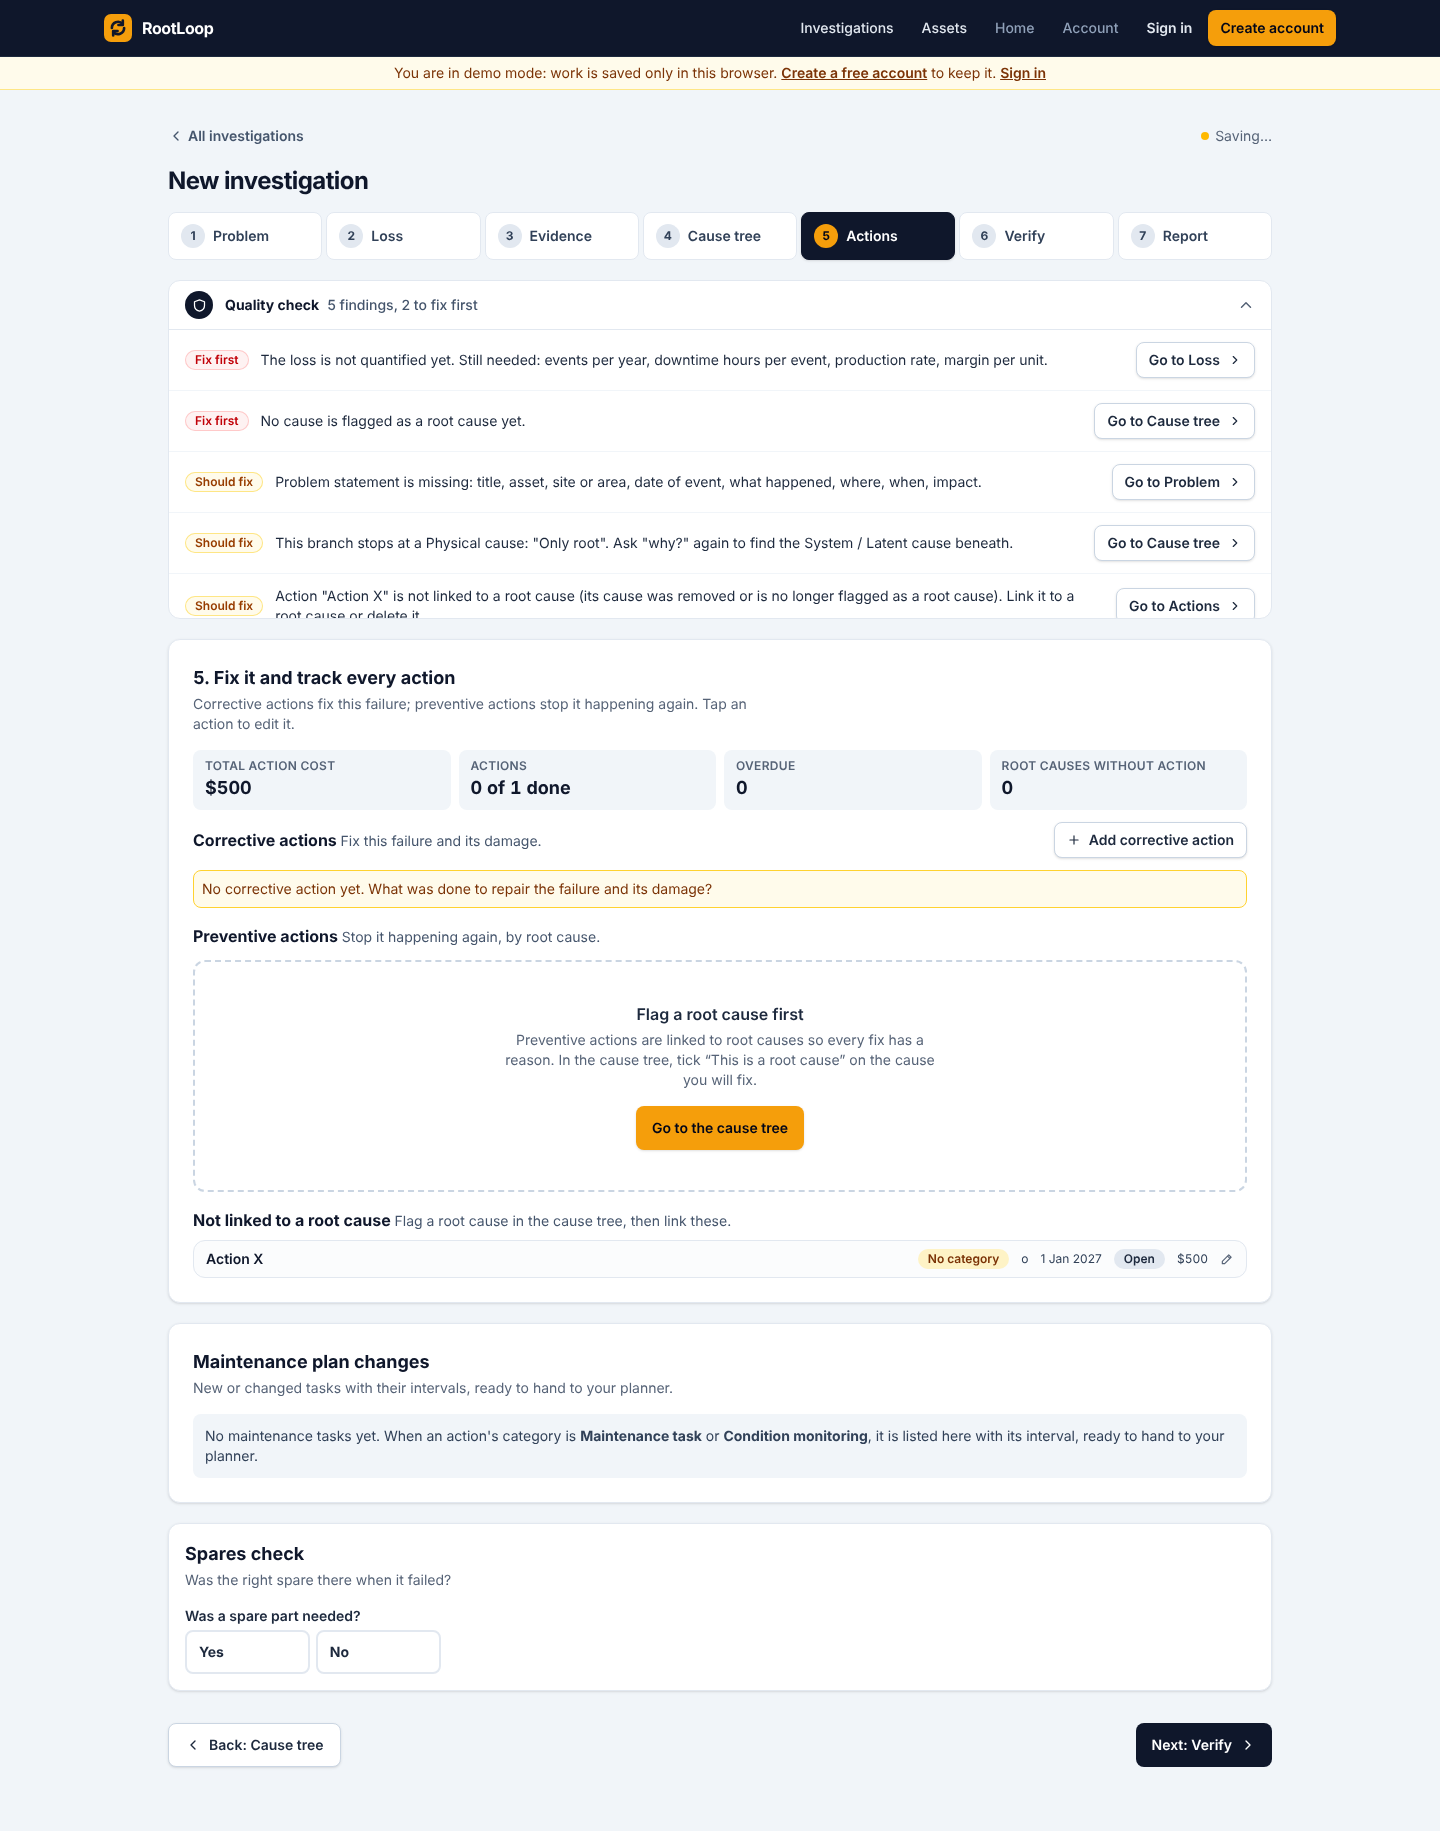 RootLoop
Investigations
Assets
Home
Account
Sign in
Create account
You are in demo mode: work is saved only in this browser. Create a free account to keep it. Sign in
All investigations
Saving...
New investigation
1 Problem
2 Loss
3 Evidence
4 Cause tree
5 Actions
6 Verify
7 Report
Quality check 5 findings, 2 to fix first
Fix first The loss is not quantified yet. Still needed: events per year, downtime hours per event, production rate, margin per unit. Go to Loss
Fix first No cause is flagged as a root cause yet. Go to Cause tree
Should fix Problem statement is missing: title, asset, site or area, date of event, what happened, where, when, impact. Go to Problem
Should fix This branch stops at a Physical cause: "Only root". Ask "why?" again to find the System / Latent cause beneath. Go to Cause tree
Should fix Action "Action X" is not linked to a root cause (its cause was removed or is no longer flagged as a root cause). Link it to a
root cause or delete it.
Go to Actions
5. Fix it and track every action
Corrective actions fix this failure; preventive actions stop it happening again. Tap an
action to edit it.
TOTAL ACTION COST
$500
ACTIONS
0 of 1 done
OVERDUE
0
ROOT CAUSES WITHOUT ACTION
0
Corrective actions Fix this failure and its damage.
Add corrective action
No corrective action yet. What was done to repair the failure and its damage?
Preventive actions Stop it happening again, by root cause.
Flag a root cause first
Preventive actions are linked to root causes so every fix has a
reason. In the cause tree, tick “This is a root cause” on the cause
you will fix.
Go to the cause tree
Not linked to a root cause Flag a root cause in the cause tree, then link these.
Action X No category o 1 Jan 2027 Open $500
Maintenance plan changes
New or changed tasks with their intervals, ready to hand to your planner.
No maintenance tasks yet. When an action's category is Maintenance task or Condition monitoring, it is listed here with its interval, ready to hand to your
planner.
Spares check
Was the right spare there when it failed?
Was a spare part needed?
Yes
No
Back: Cause tree
Next: Verify